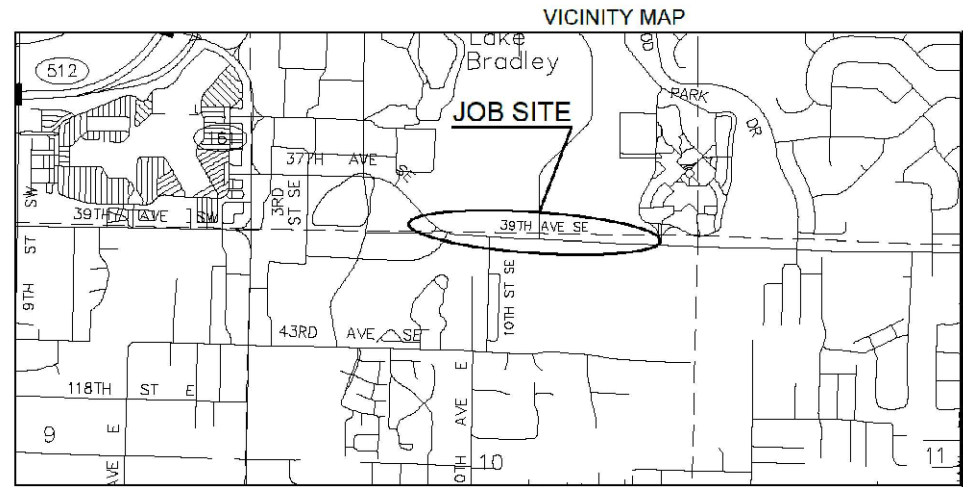 VICINITY MAP
Lake
Bradley
512
PARK
DR
JOB SITE
37TH AVE
SE
3RD
ST SE
SW
39TH AVE SW
39TH AVE SE
9TH ST
10TH ST SE
43RD AVE SE
118TH ST E
E
AVE E
9
10
11